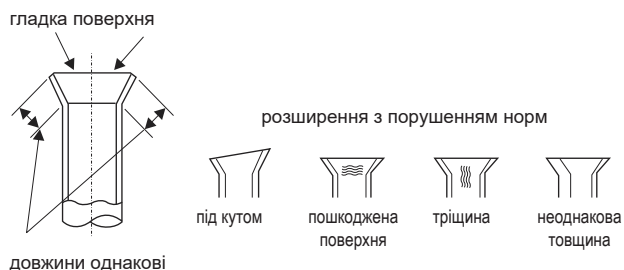 гладка поверхня
розширення з порушенням норм
під кутом
пошкоджена
поверхня
тріщина
неоднакова
товщина
довжини однакові